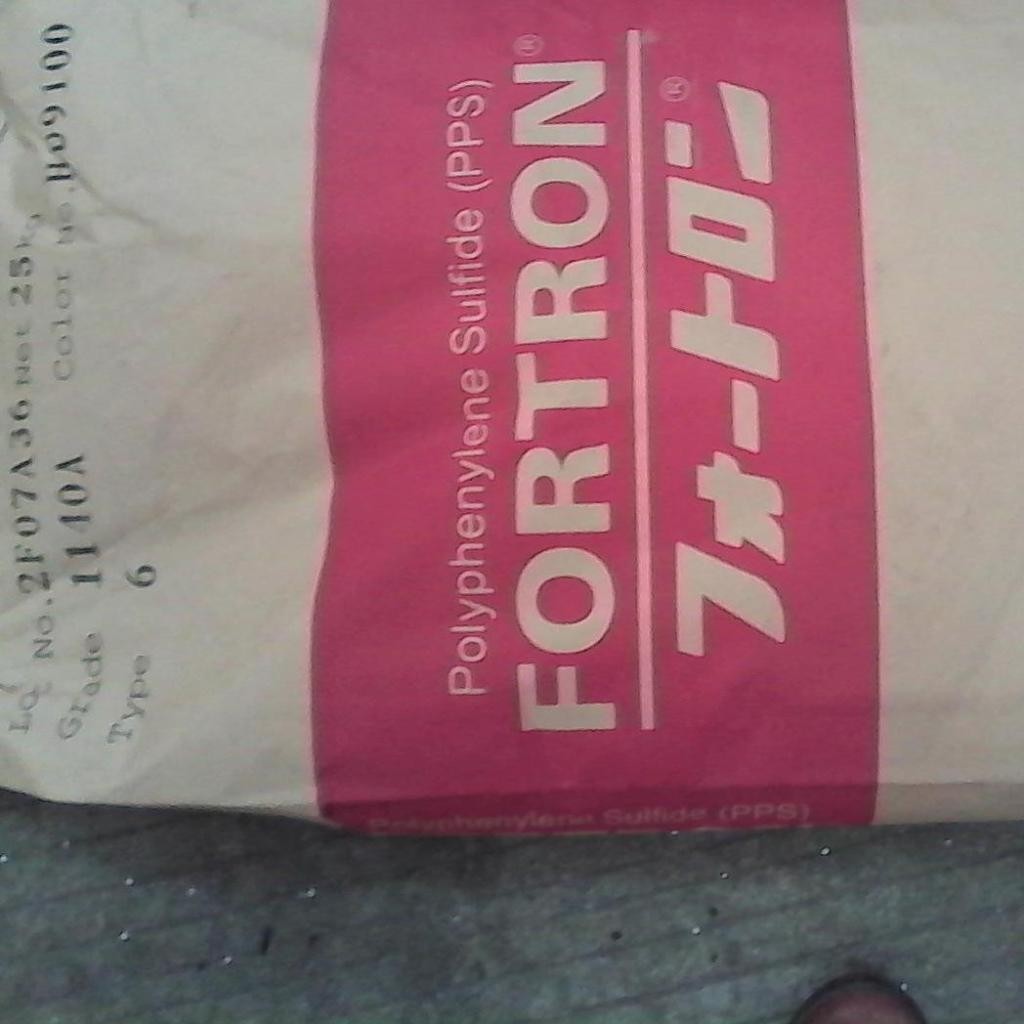 Lot No.2F07A36 Net 25kg
Grade 1140A Color No.HD9100
Type 6
Polyphenylene Sulfide (PPS)
FORTRON®
フォートロン®
Polyphenylene Sulfide (PPS)